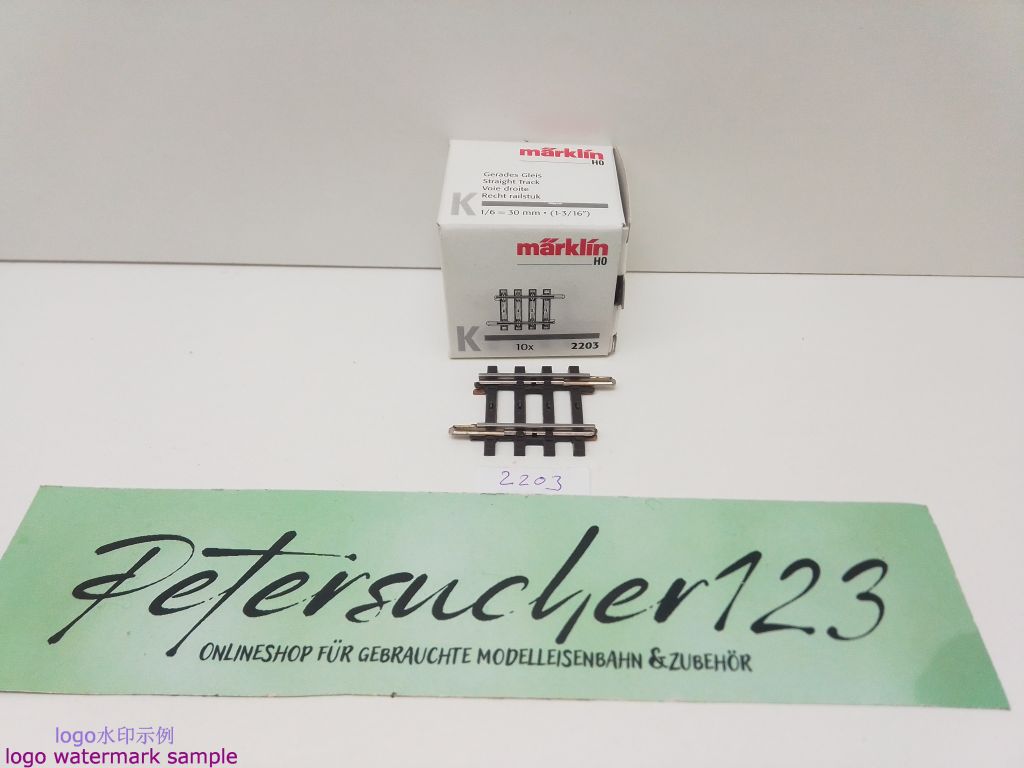 märklin
H0
Gerades Gleis
Straight Track
Voie droite
Recht railstuk
K 1/6 = 30 mm • (1-3/16")
märklin
H0
K 10x 2203
2203
Petersucher123
ONLINESHOP FÜR GEBRAUCHTE MODELLEISENBAHN & ZUBEHÖR
logo水印示例
logo watermark sample